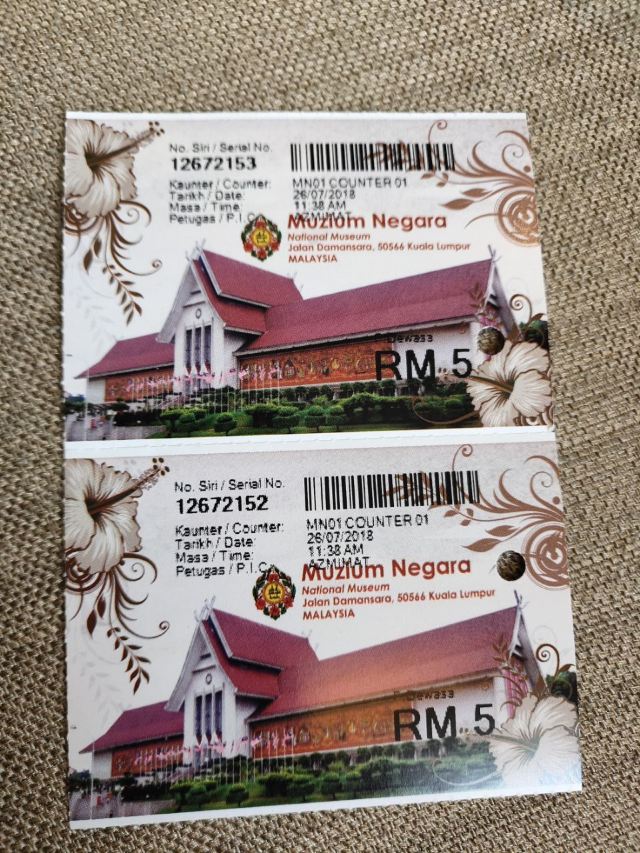 No. Siri / Serial No.
12672153
Kaunter / Counter: MN01 COUNTER 01
Tarikh / Date: 26/07/2018
Masa / Time: 11:38 AM
Petugas / P.I.C. AZMIMAT
Muzium Negara
National Museum
Jalan Damansara, 50566 Kuala Lumpur
MALAYSIA
Dewasa
RM 5
No. Siri / Serial No.
12672152
Kaunter / Counter: MN01 COUNTER 01
Tarikh / Date: 26/07/2018
Masa / Time: 11:38 AM
Petugas / P.I.C. AZMIMAT
Muzium Negara
National Museum
Jalan Damansara, 50566 Kuala Lumpur
MALAYSIA
Dewasa
RM 5